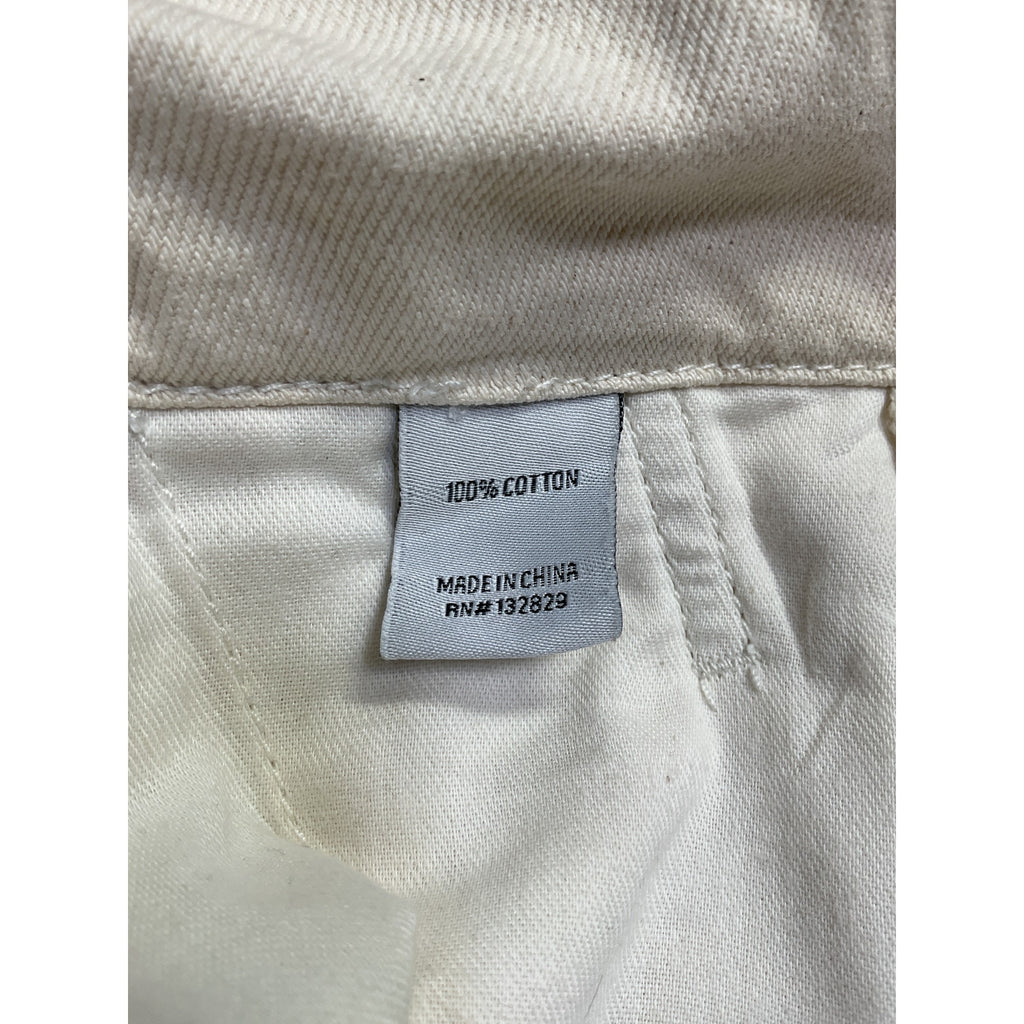 100% COTTON
MADE IN CHINA
RN# 132829